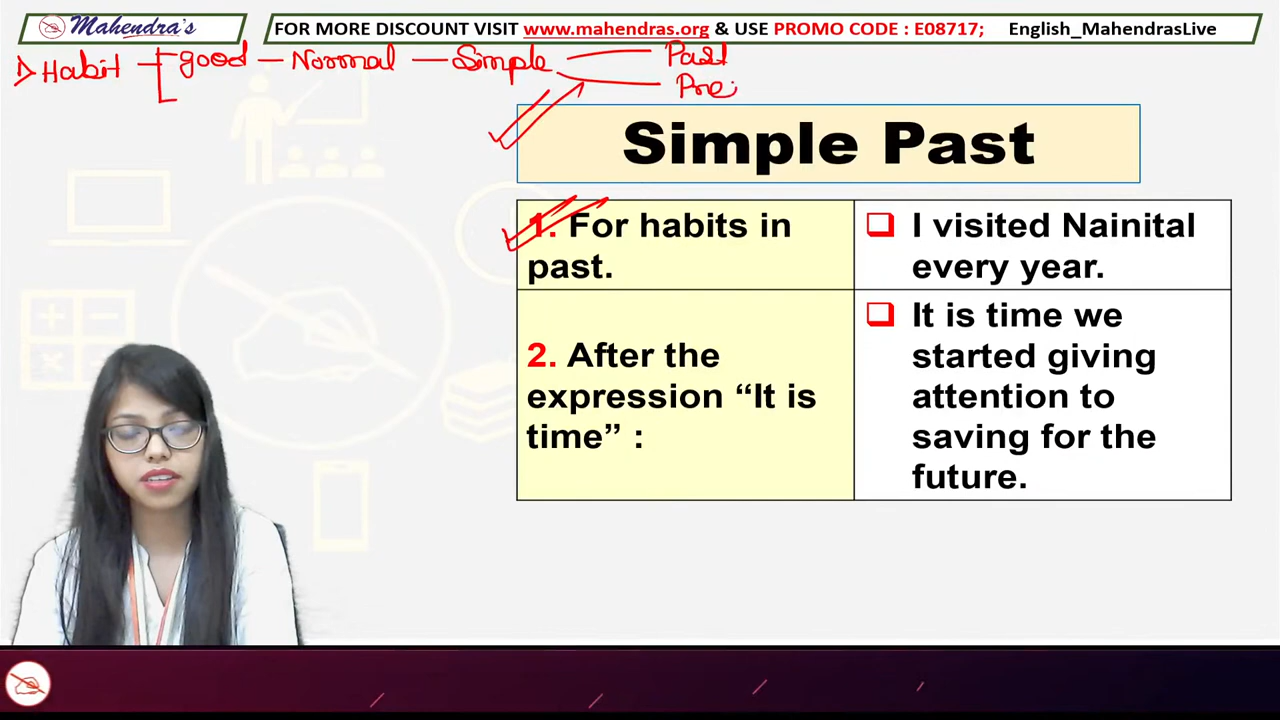 Mahendra's
FOR MORE DISCOUNT VISIT www.mahendras.org & USE PROMO CODE : E08717; English_MahendrasLive
1> Habit good — Normal — Simple Past
Pre
Simple Past
1. For habits in
past.
I visited Nainital
every year.
2. After the
expression “It is
time” :
It is time we
started giving
attention to
saving for the
future.